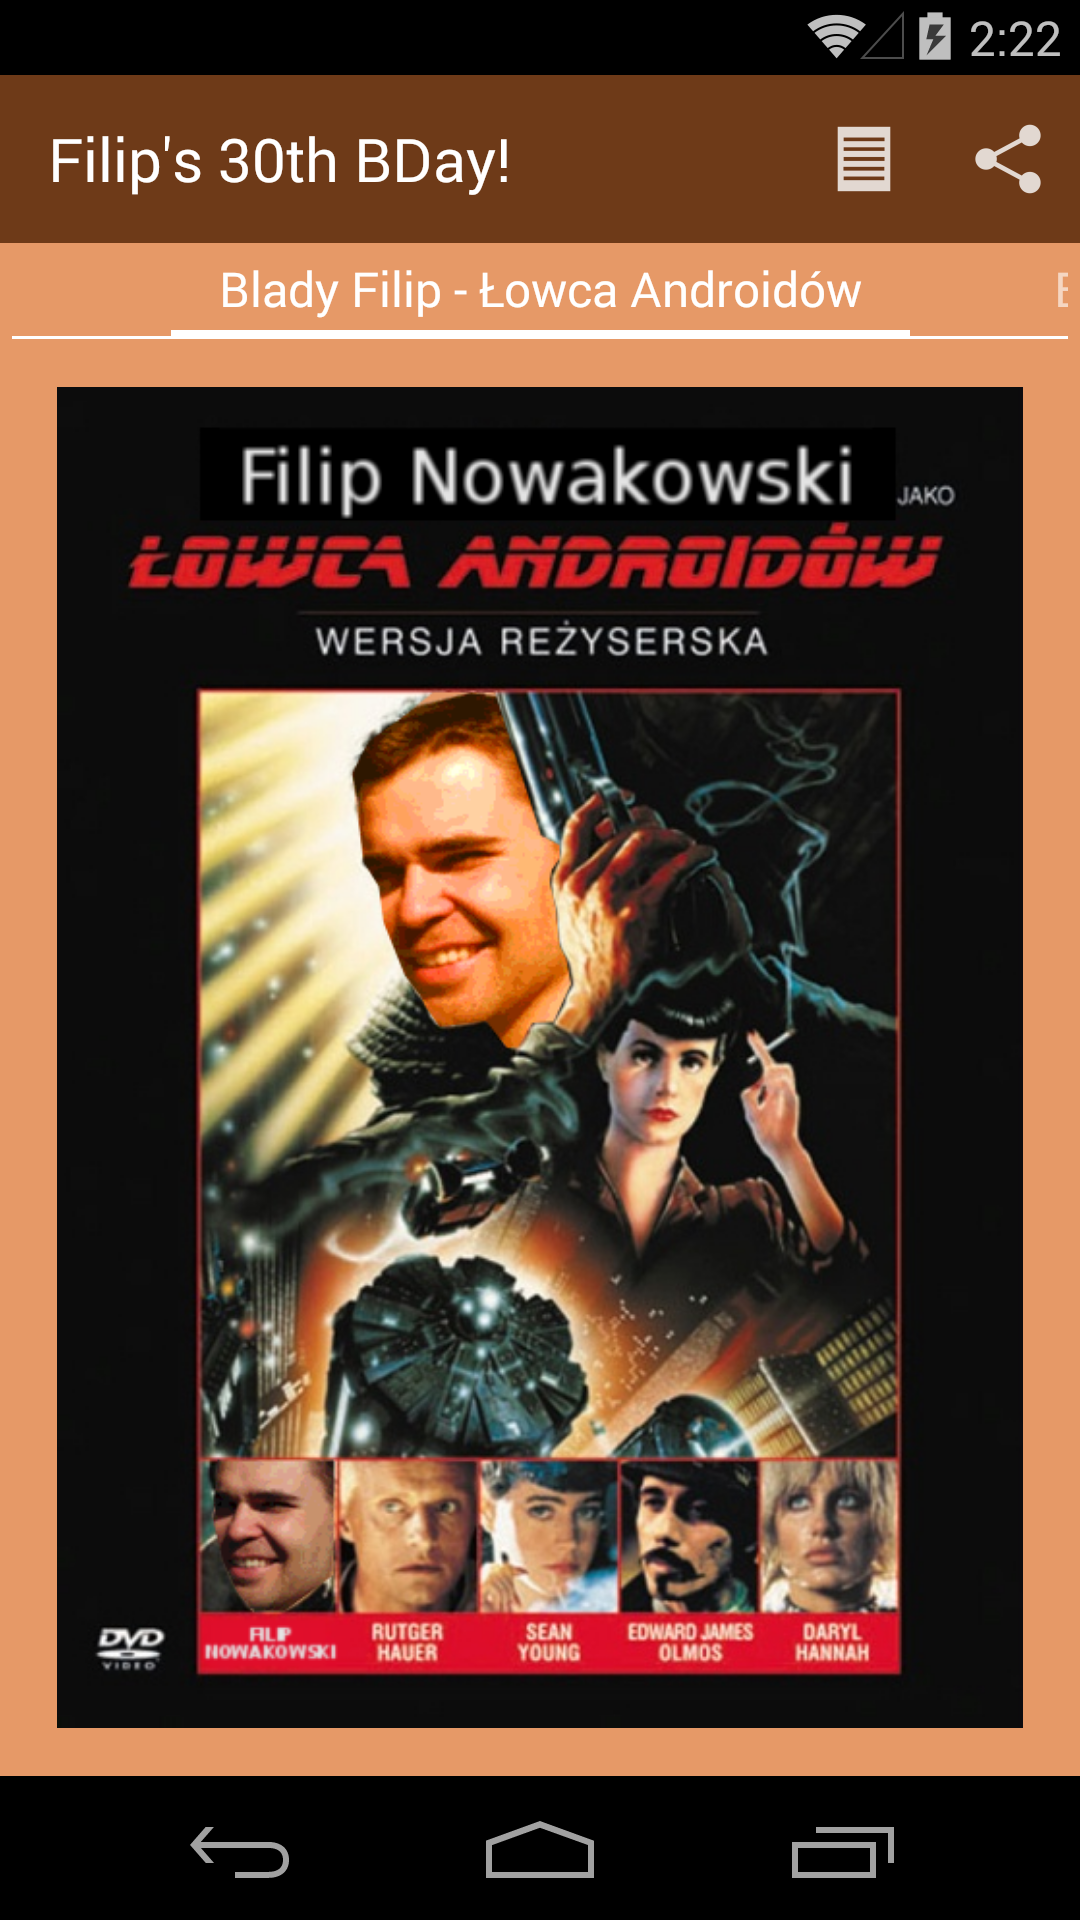 2:22
Filip's 30th BDay!
Blady Filip - Łowca Androidów
Filip Nowakowski
JAKO
ŁOWCA ANDROIDÓW
WERSJA REŻYSERSKA
FILIP
NOWAKOWSKI
RUTGER
HAUER
SEAN
YOUNG
EDWARD JAMES
OLMOS
DARYL
HANNAH
DVD
VIDEO